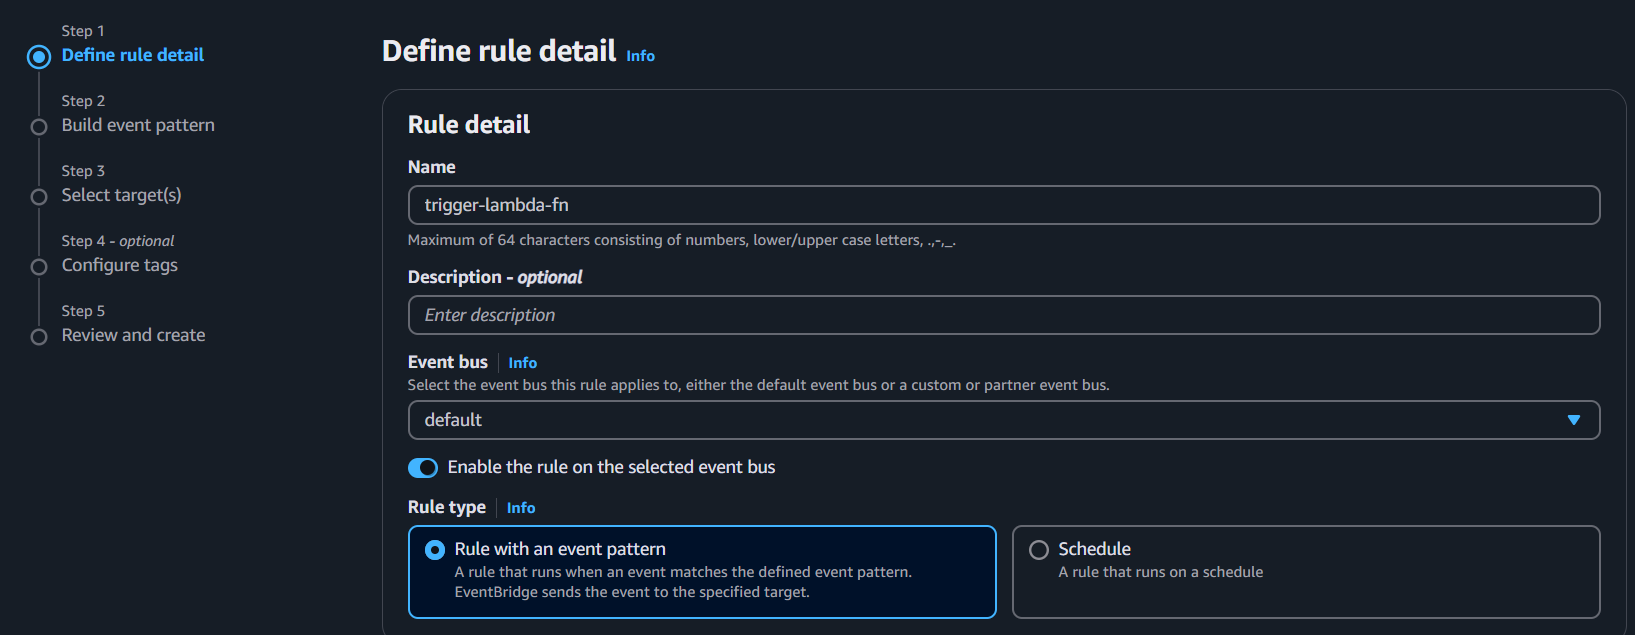 Step 1
Define rule detail
Step 2
Build event pattern
Step 3
Select target(s)
Step 4 - optional
Configure tags
Step 5
Review and create
Define rule detail Info
Rule detail
Name
trigger-lambda-fn
Maximum of 64 characters consisting of numbers, lower/upper case letters, .,-,_.
Description - optional
Enter description
Event bus Info
Select the event bus this rule applies to, either the default event bus or a custom or partner event bus.
default
Enable the rule on the selected event bus
Rule type Info
Rule with an event pattern
A rule that runs when an event matches the defined event pattern.
EventBridge sends the event to the specified target.
Schedule
A rule that runs on a schedule